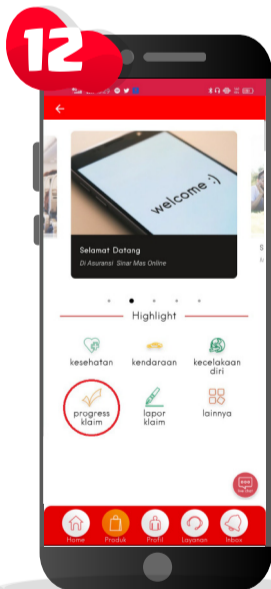 12
welcome :)
Selamat Datang
Di Asuransi Sinar Mas Online
Highlight
kesehatan
kendaraan
kecelakaan
diri
progress
klaim
lapor
klaim
lainnya
Home
Produk
Profil
Layanan
Inbox